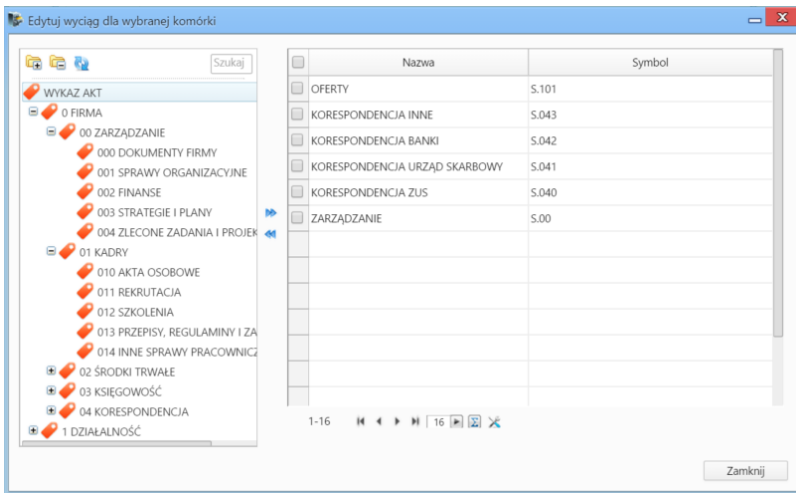 Edytuj wyciąg dla wybranej komórki
Szukaj
WYKAZ AKT
0 FIRMA
00 ZARZĄDZANIE
000 DOKUMENTY FIRMY
001 SPRAWY ORGANIZACYJNE
002 FINANSE
003 STRATEGIE I PLANY
004 ZLECONE ZADANIA I PROJEK
01 KADRY
010 AKTA OSOBOWE
011 REKRUTACJA
012 SZKOLENIA
013 PRZEPISY, REGULAMINY I ZA
014 INNE SPRAWY PRACOWNICZ
02 ŚRODKI TRWAŁE
03 KSIĘGOWOŚĆ
04 KORESPONDENCJA
1 DZIAŁALNOŚĆ
Nazwa Symbol
OFERTY S.101
KORESPONDENCJA INNE S.043
KORESPONDENCJA BANKI S.042
KORESPONDENCJA URZĄD SKARBOWY S.041
KORESPONDENCJA ZUS S.040
ZARZĄDZANIE S.00
1-16 16
Zamknij